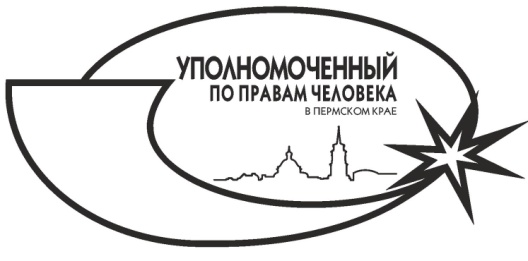 УПОЛНОМОЧЕННЫЙ
ПО ПРАВАМ ЧЕЛОВЕКА
В ПЕРМСКОМ КРАЕ